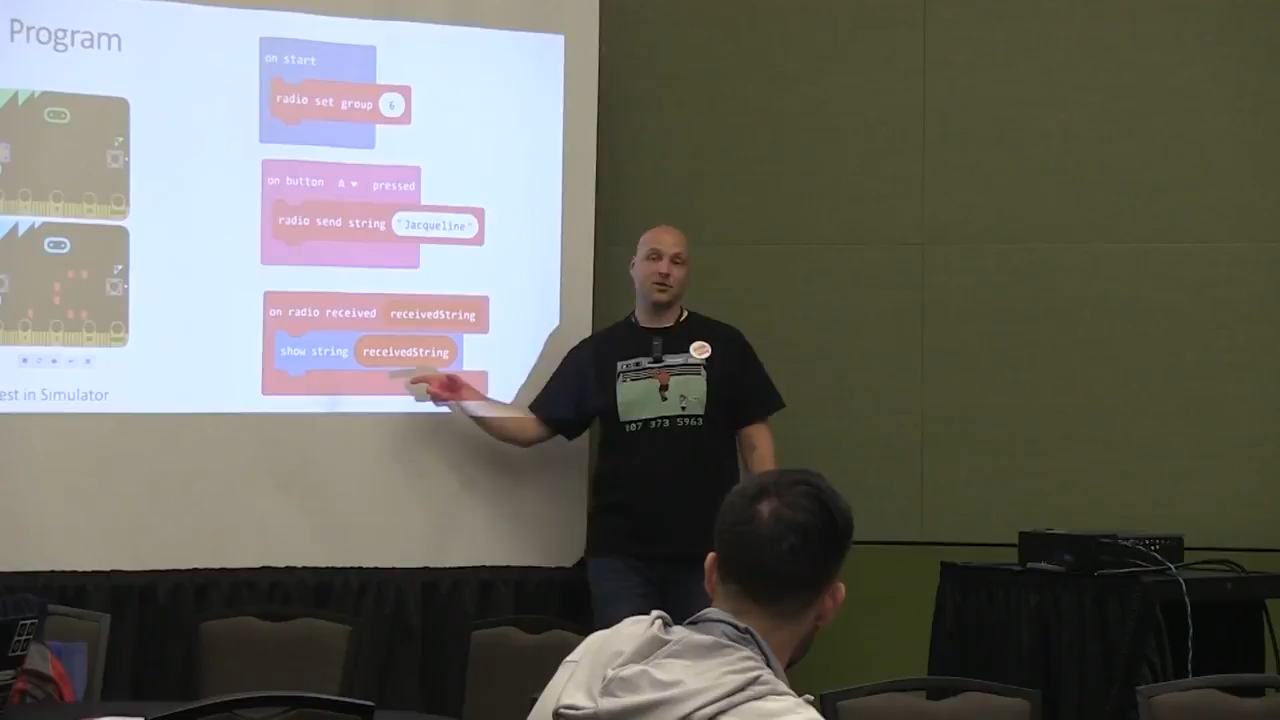 Program
on start
radio set group 6
on button A pressed
radio send string "Jacqueline"
on radio received receivedString
show string receivedString
est in Simulator
007 373 5963